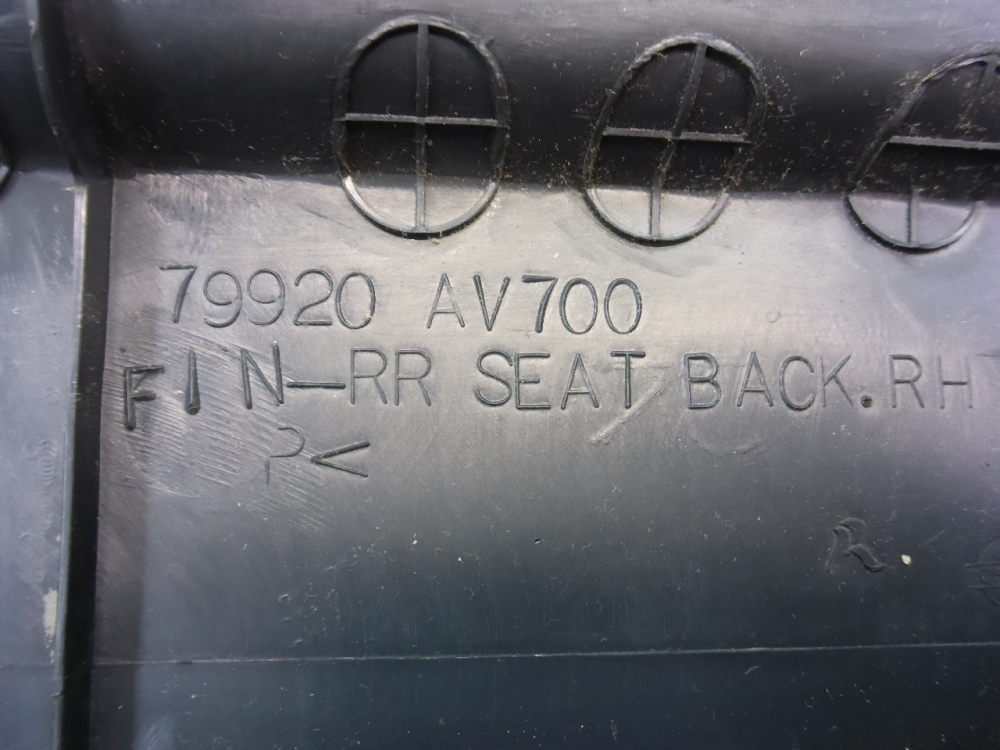 79920 AV700
FIN-RR SEAT BACK.RH
P<
R